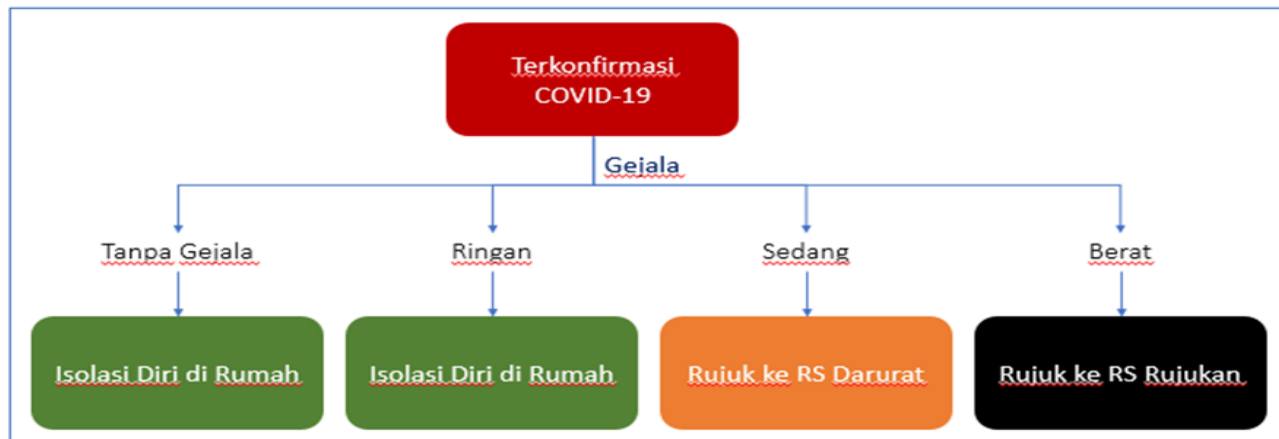 Terkonfirmasi
COVID-19
Gejala
Tanpa Gejala
Ringan
Sedang
Berat
Isolasi Diri di Rumah
Isolasi Diri di Rumah
Rujuk ke RS Darurat
Rujuk ke RS Rujukan